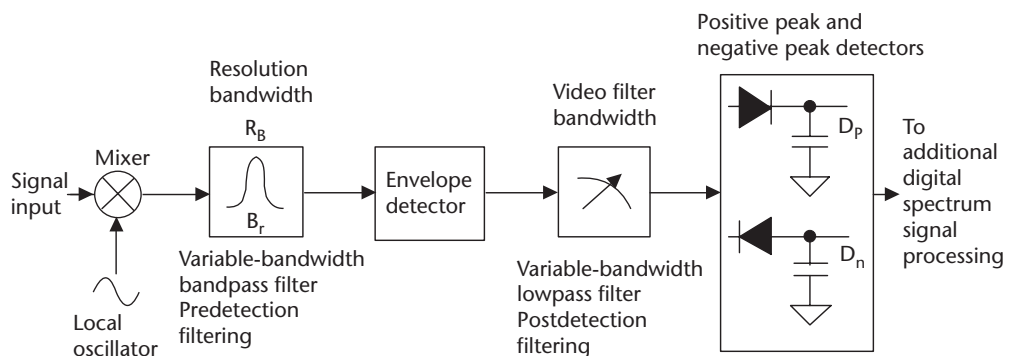 Positive peak and
negative peak detectors
Resolution
bandwidth
Video filter
bandwidth
R_B
D_P
To
additional
digital
spectrum
signal
processing
Mixer
Signal
input
Envelope
detector
B_r
D_n
Variable-bandwidth
bandpass filter
Predetection
filtering
Variable-bandwidth
lowpass filter
Postdetection
filtering
Local
oscillator